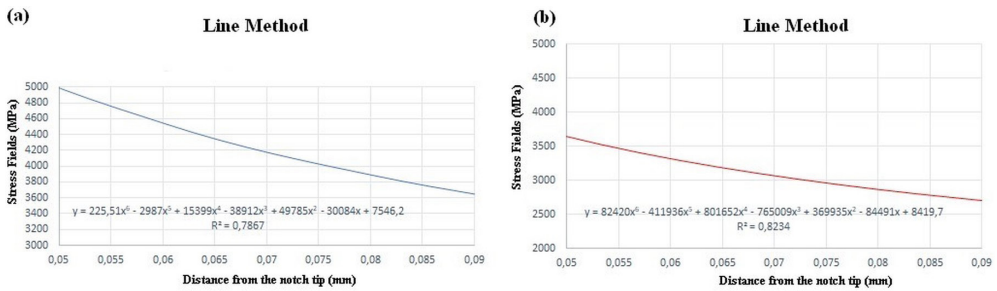 (a)
Line Method
Stress Fields (MPa)
5000
4800
4600
4400
4200
4000
3800
3600
3400
3200
3000
y = 225,51x⁶ - 2987x⁵ + 15399x⁴ - 38912x³ + 49785x² - 30084x + 7546,2
R² = 0,7867
0,05 0,055 0,06 0,065 0,07 0,075 0,08 0,085 0,09
Distance from the notch tip (mm)
(b)
Line Method
Stress Fields (MPa)
5000
4500
4000
3500
3000
2500
2000
y = 82420x⁶ - 411936x⁵ + 801652x⁴ - 765009x³ + 369935x² - 84491x + 8419,7
R² = 0,8234
0,05 0,055 0,06 0,065 0,07 0,075 0,08 0,085 0,09
Distance from the notch tip (mm)